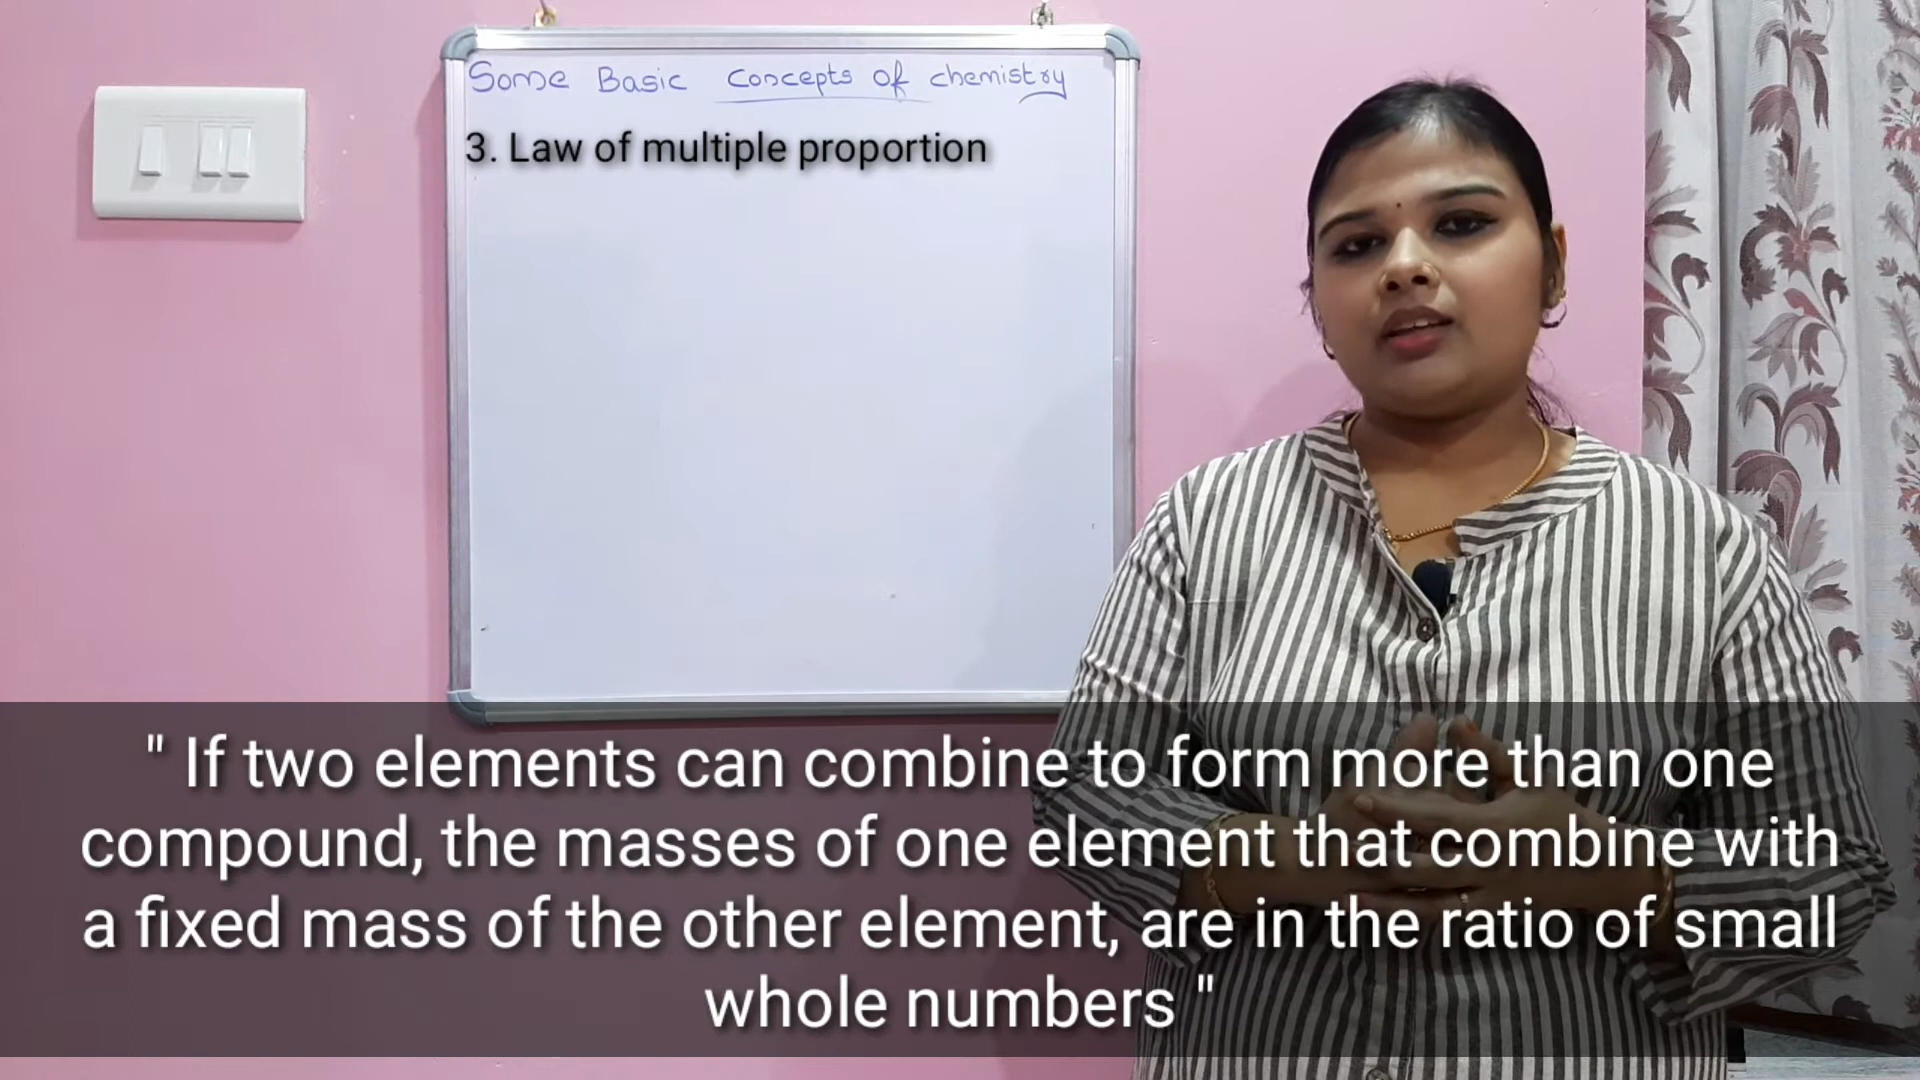 Some Basic Concepts of chemistry
3. Law of multiple proportion
" If two elements can combine to form more than one
compound, the masses of one element that combine with
a fixed mass of the other element, are in the ratio of small
whole numbers "